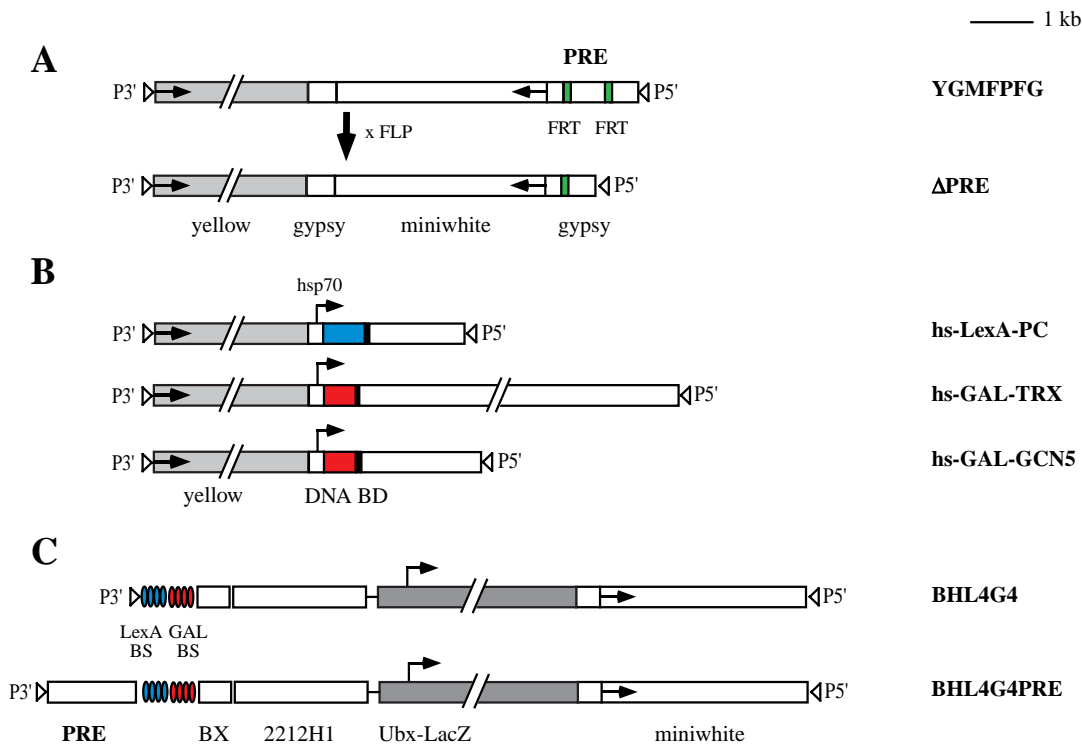 1 kb
A
PRE
P3' P5' YGMFPFG
FRT FRT
x FLP
P3' P5' ΔPRE
yellow gypsy miniwhite gypsy
B
hsp70
P3' P5' hs-LexA-PC
P3' P5' hs-GAL-TRX
P3' P5' hs-GAL-GCN5
yellow DNA BD
C
P3' P5' BHL4G4
LexA GAL
BS BS
P3' P5' BHL4G4PRE
PRE BX 2212H1 Ubx-LacZ miniwhite